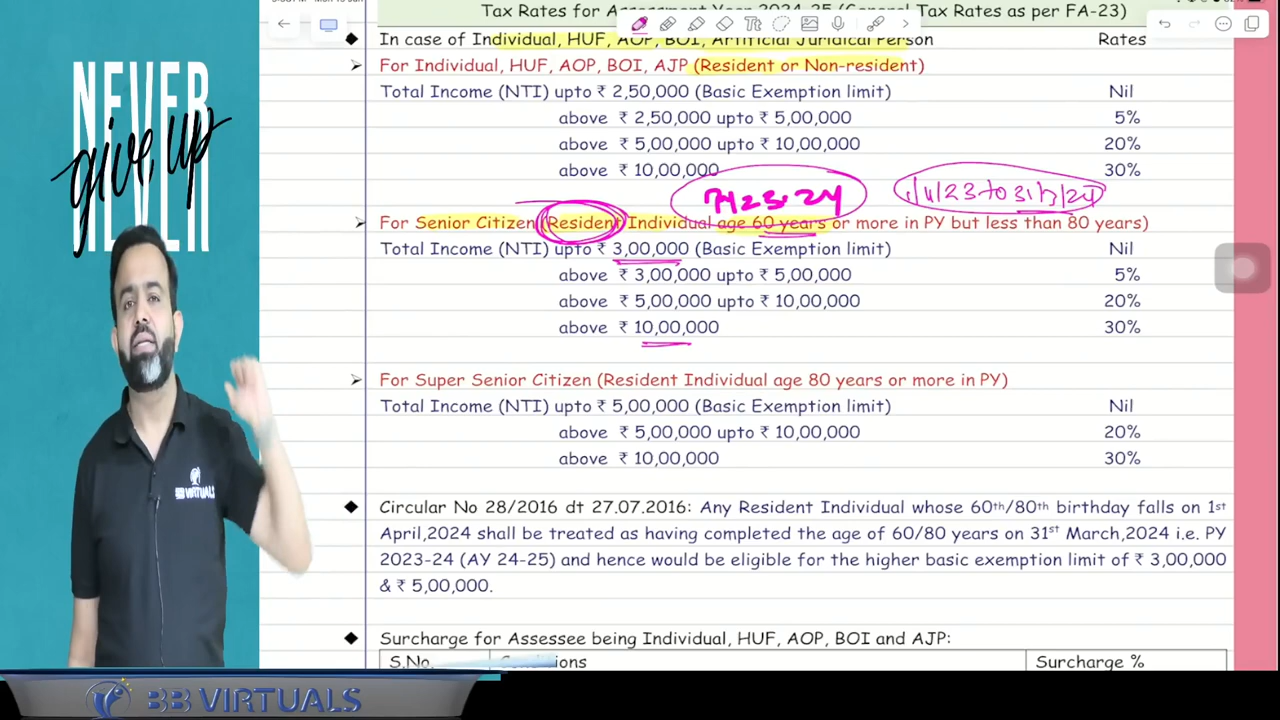 Tax Rates for Assessment Year 2024-25 (General Tax Rates as per FA-23)
In case of Individual, HUF, AOP, BOI, Artificial Juridical Person Rates
For Individual, HUF, AOP, BOI, AJP (Resident or Non-resident)
Total Income (NTI) upto ₹ 2,50,000 (Basic Exemption limit) Nil
above ₹ 2,50,000 upto ₹ 5,00,000 5%
above ₹ 5,00,000 upto ₹ 10,00,000 20%
above ₹ 10,00,000 30%
PY 23-24 1/4/23 to 31/3/24
For Senior Citizen (Resident Individual age 60 years or more in PY but less than 80 years)
Total Income (NTI) upto ₹ 3,00,000 (Basic Exemption limit) Nil
above ₹ 3,00,000 upto ₹ 5,00,000 5%
above ₹ 5,00,000 upto ₹ 10,00,000 20%
above ₹ 10,00,000 30%
For Super Senior Citizen (Resident Individual age 80 years or more in PY)
Total Income (NTI) upto ₹ 5,00,000 (Basic Exemption limit) Nil
above ₹ 5,00,000 upto ₹ 10,00,000 20%
above ₹ 10,00,000 30%
Circular No 28/2016 dt 27.07.2016: Any Resident Individual whose 60th/80th birthday falls on 1st
April,2024 shall be treated as having completed the age of 60/80 years on 31st March,2024 i.e. PY
2023-24 (AY 24-25) and hence would be eligible for the higher basic exemption limit of ₹ 3,00,000
& ₹ 5,00,000.
Surcharge for Assessee being Individual, HUF, AOP, BOI and AJP:
S.No. Conditions Surcharge %
NEVER
give up
NEVER
BB VIRTUALS
BB VIRTUALS